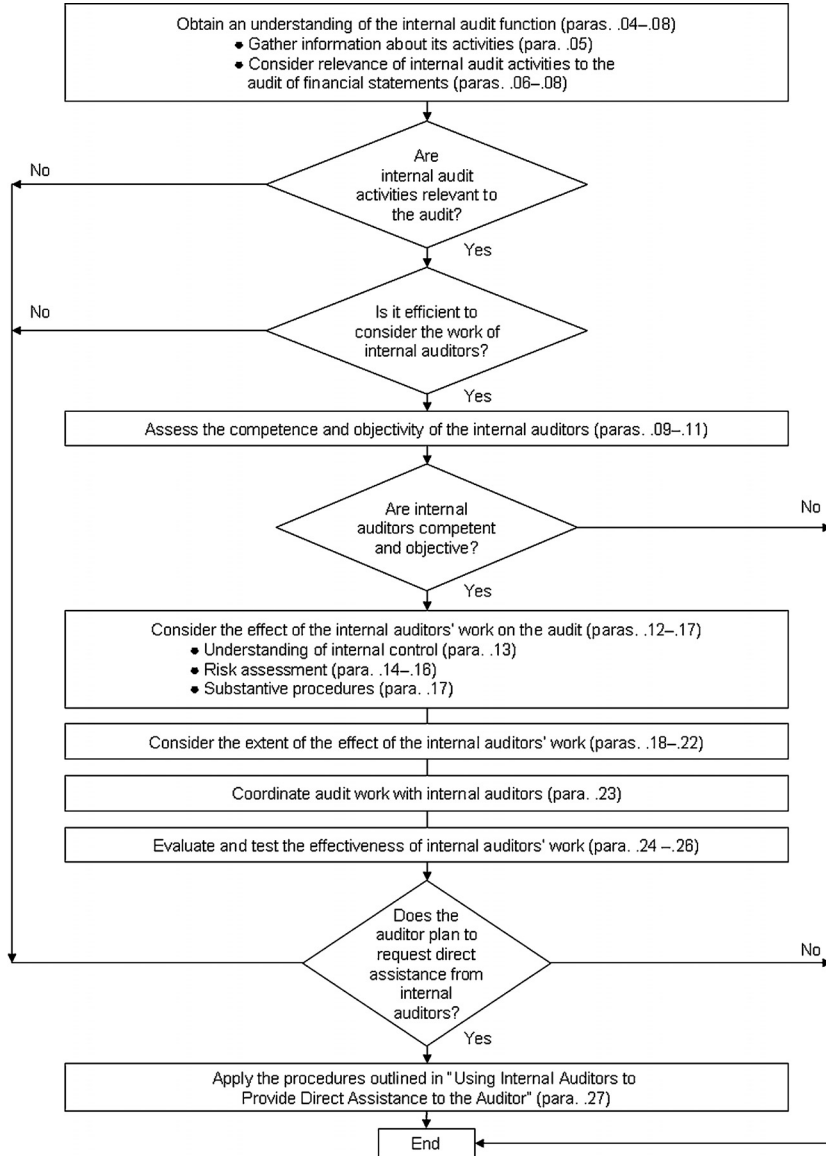 Obtain an understanding of the internal audit function (paras. .04–.08)
● Gather information about its activities (para. .05)
● Consider relevance of internal audit activities to the
audit of financial statements (paras. .06–.08)
Are
internal audit
activities relevant to
the audit?
No
Yes
Is it efficient to
consider the work of
internal auditors?
No
Yes
Assess the competence and objectivity of the internal auditors (paras. .09–.11)
Are internal
auditors competent
and objective?
No
Yes
Consider the effect of the internal auditors' work on the audit (paras. .12–.17)
● Understanding of internal control (para. .13)
● Risk assessment (para. .14–.16)
● Substantive procedures (para. .17)
Consider the extent of the effect of the internal auditors' work (paras. .18–.22)
Coordinate audit work with internal auditors (para. .23)
Evaluate and test the effectiveness of internal auditors' work (para. .24 –.26)
Does the
auditor plan to
request direct
assistance from
internal
auditors?
No
Yes
Apply the procedures outlined in "Using Internal Auditors to
Provide Direct Assistance to the Auditor" (para. .27)
End